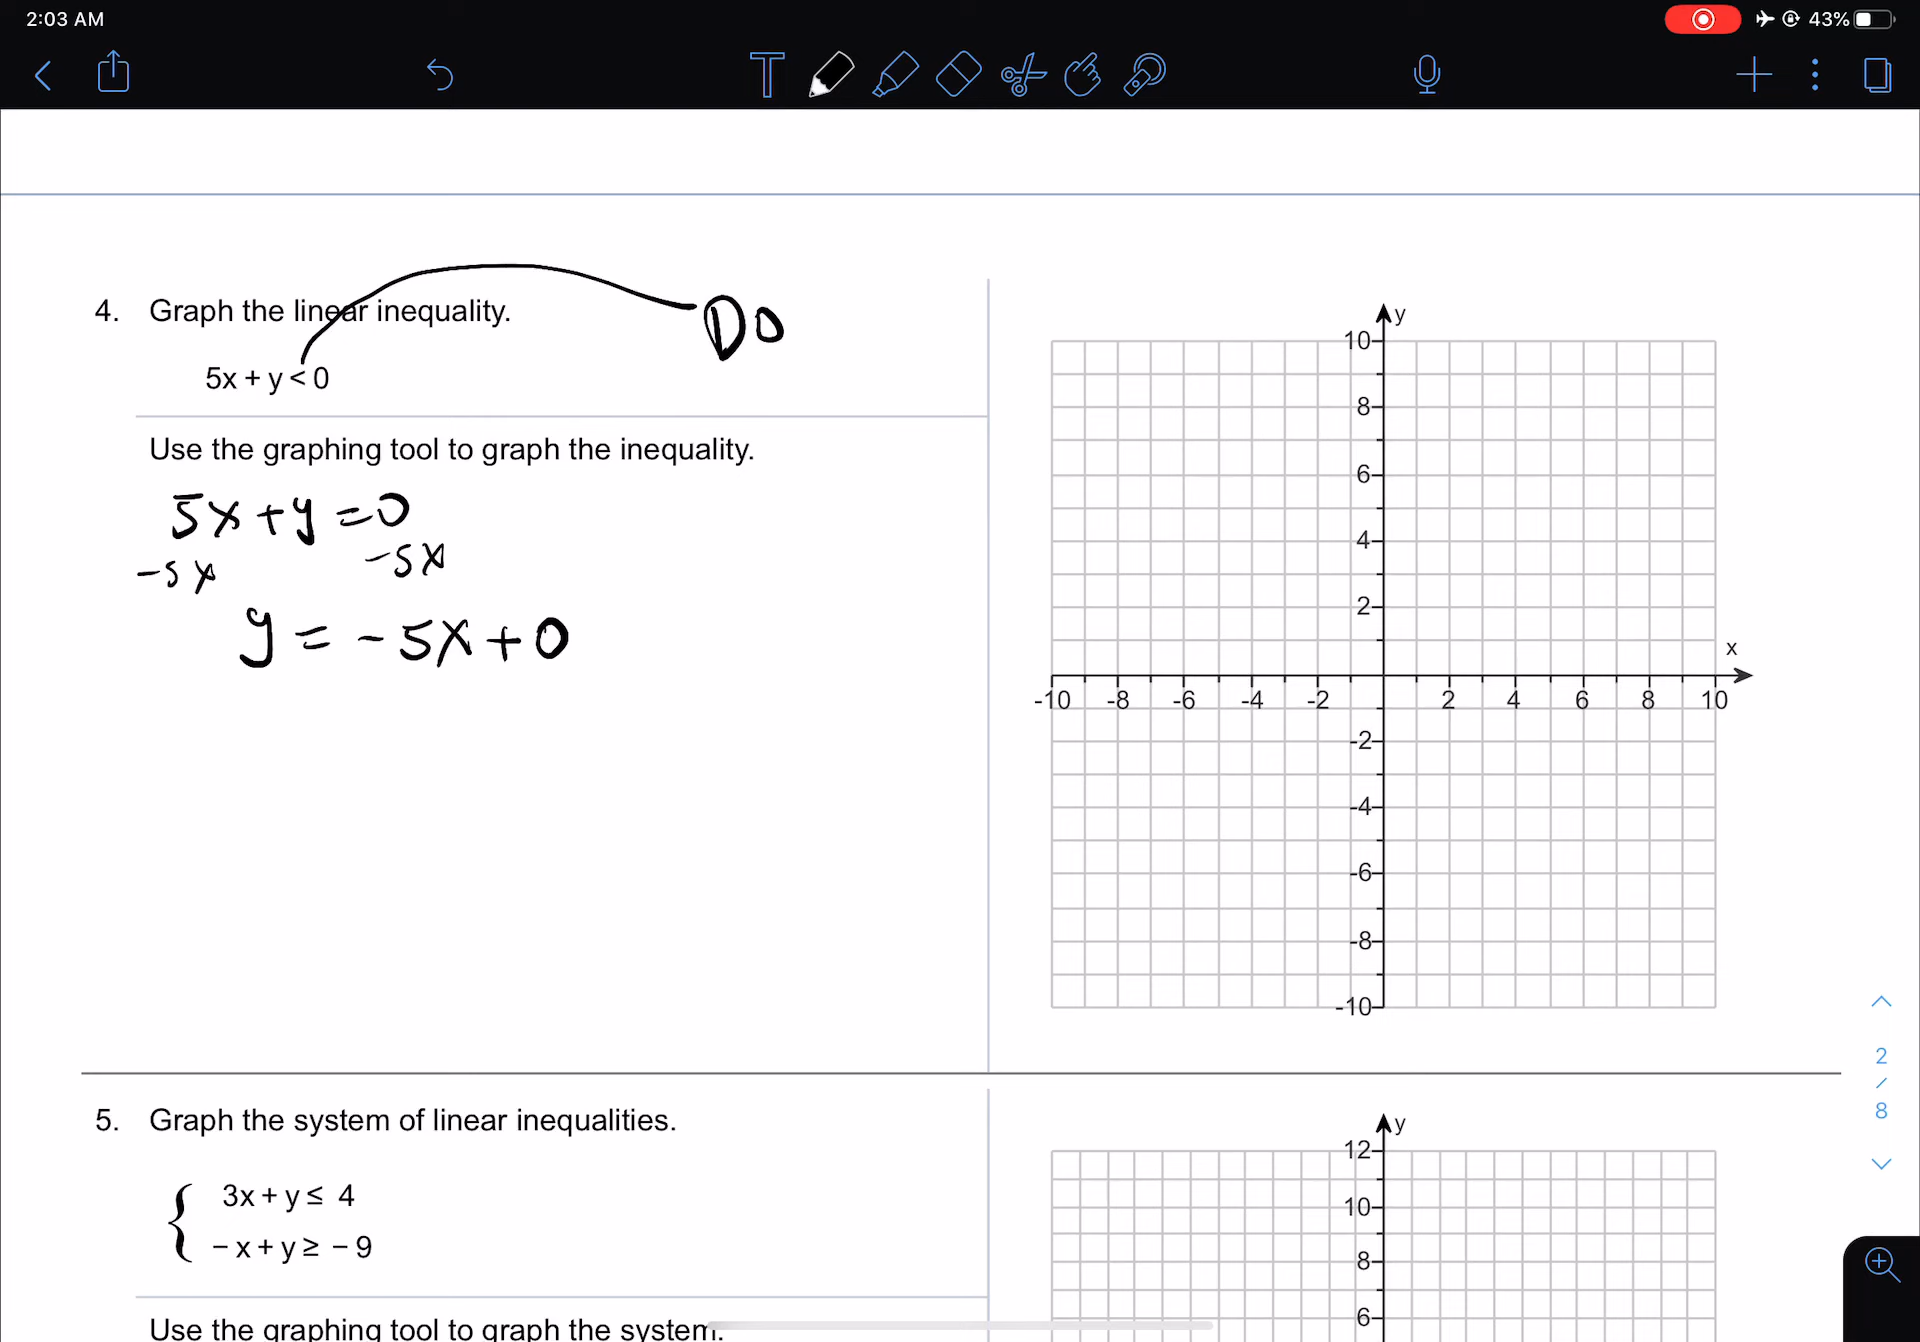 2:03 AM
43%
4. Graph the linear inequality.
DO
5x + y < 0
Use the graphing tool to graph the inequality.
5x + y = 0
-5x -5x
y = -5x + 0
y
10
8
6
4
2
x
-10 -8 -6 -4 -2 2 4 6 8 10
-2
-4
-6
-8
-10
2
/
8
5. Graph the system of linear inequalities.
3x + y ≤ 4
- x + y ≥ - 9
Use the graphing tool to graph the system.
y
12
10
8
6